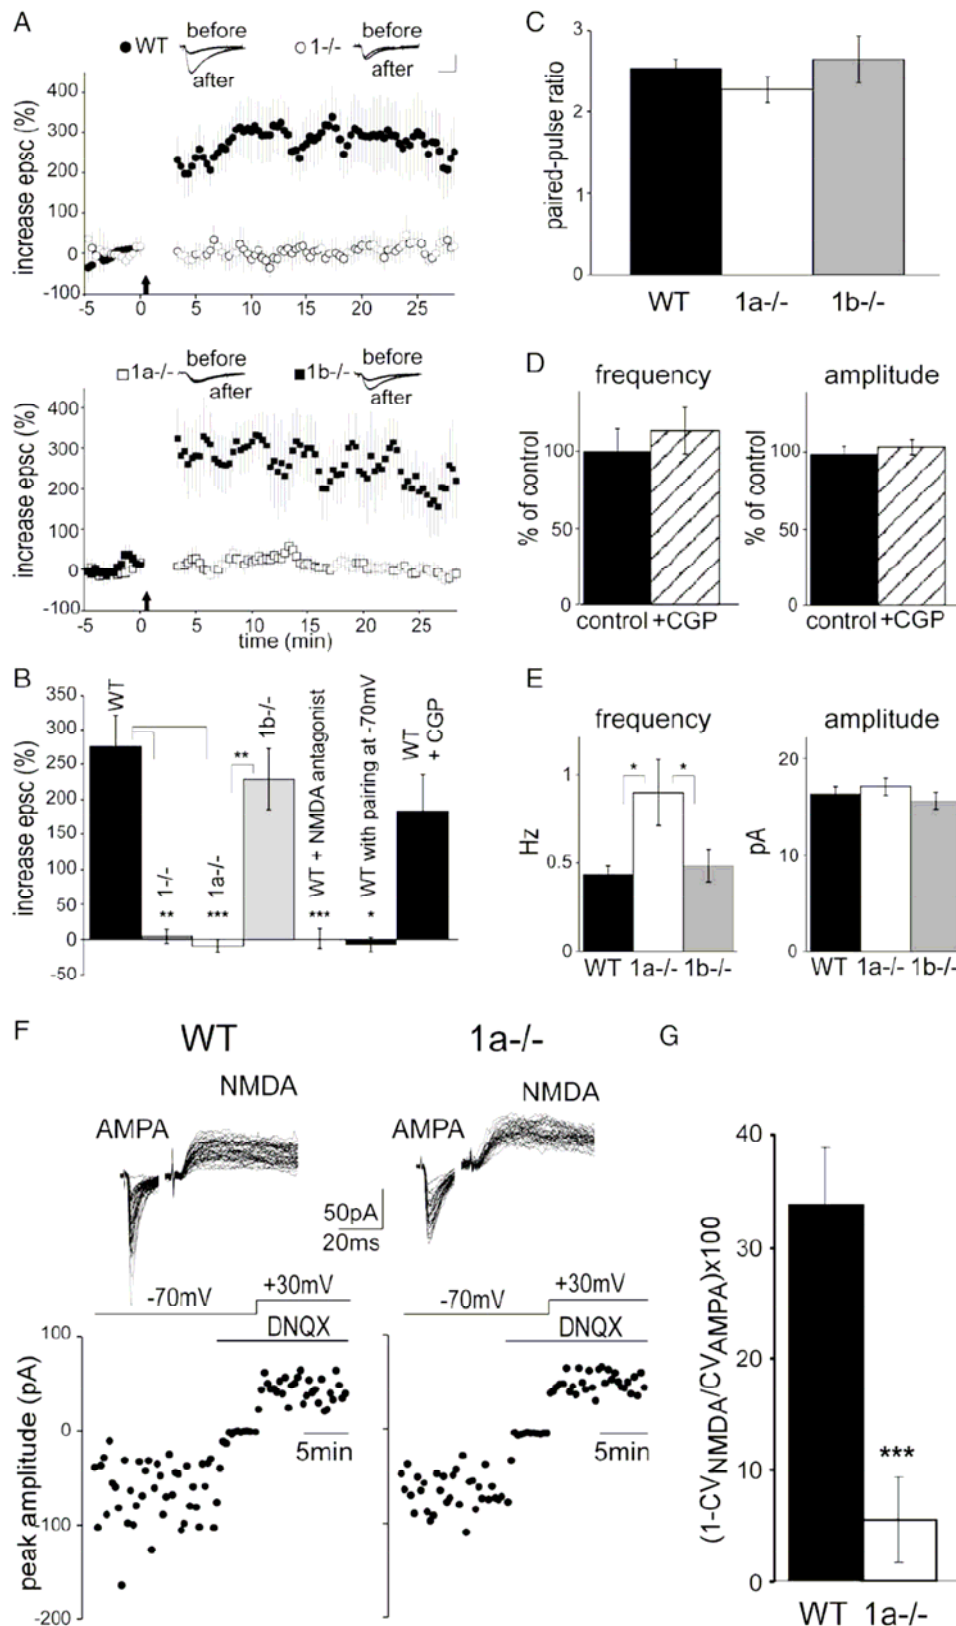 A
WT
before
after
1-/-
before
after
increase epsc (%)
400
300
200
100
0
-100
-5 0 5 10 15 20 25
1a-/-
before
after
1b-/-
before
after
increase epsc (%)
400
300
200
100
0
-100
-5 0 5 10 15 20 25
time (min)
B
increase epsc (%)
350
300
250
200
150
100
50
0
-50
WT
1-/-
**
1a-/-
***
**
1b-/-
WT + NMDA antagonist
***
WT with pairing at -70mV
*
WT
+ CGP
C
paired-pulse ratio
3
2
1
0
WT 1a-/- 1b-/-
D
frequency
% of control
100
50
0
control +CGP
amplitude
% of control
100
50
0
control +CGP
E
frequency
Hz
1
0.5
0
* *
WT 1a-/- 1b-/-
amplitude
pA
20
10
0
WT 1a-/- 1b-/-
F
WT
NMDA
AMPA
1a-/-
NMDA
AMPA
50pA
20ms
-70mV
+30mV
DNQX
-70mV
+30mV
DNQX
peak amplitude (pA)
100
0
-100
-200
5min
5min
G
(1-CVNMDA/CVAMPA)x100
40
30
20
10
0
***
WT 1a-/-